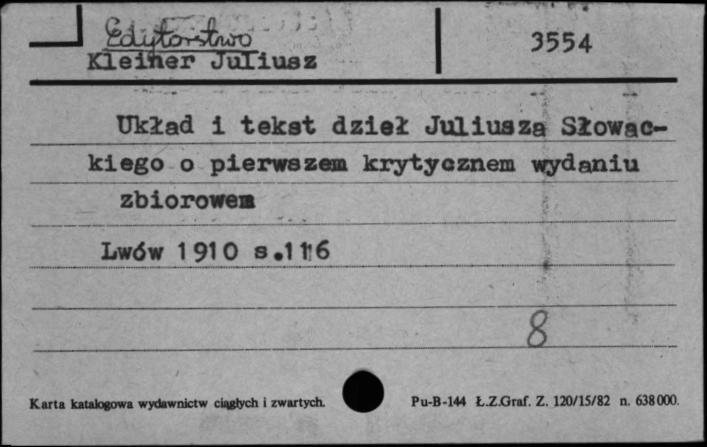 Edytorstwo
3554
Kleiner Juliusz
Układ i tekst dzieł Juliusza Słowac-
kiego o pierwszem krytycznem wydaniu
zbiorowem
Lwów 1910 s.116
8
Karta katalogowa wydawnictw ciągłych i zwartych.
Pu-B-144 Ł.Z.Graf. Z. 120/15/82 n. 638000.